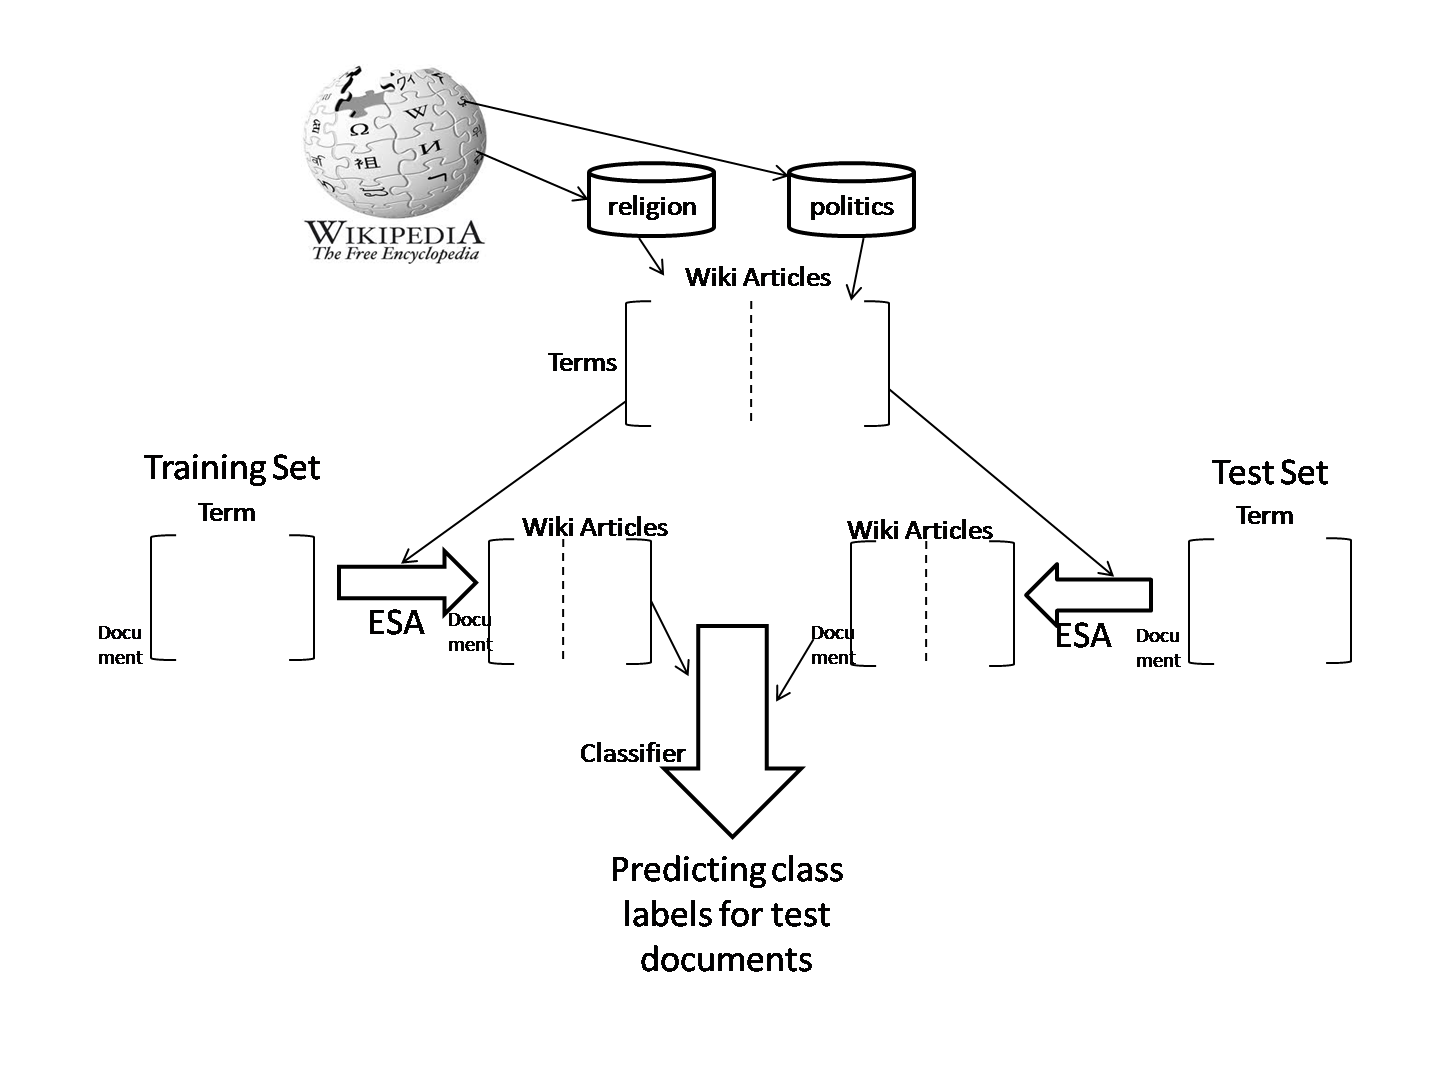 WIKIPEDIA
The Free Encyclopedia
religion
politics
Wiki Articles
Terms
Training Set
Term
Docu
ment
ESA
Wiki Articles
Docu
ment
Wiki Articles
Docu
ment
ESA
Test Set
Term
Docu
ment
Classifier
Predicting class
labels for test
documents